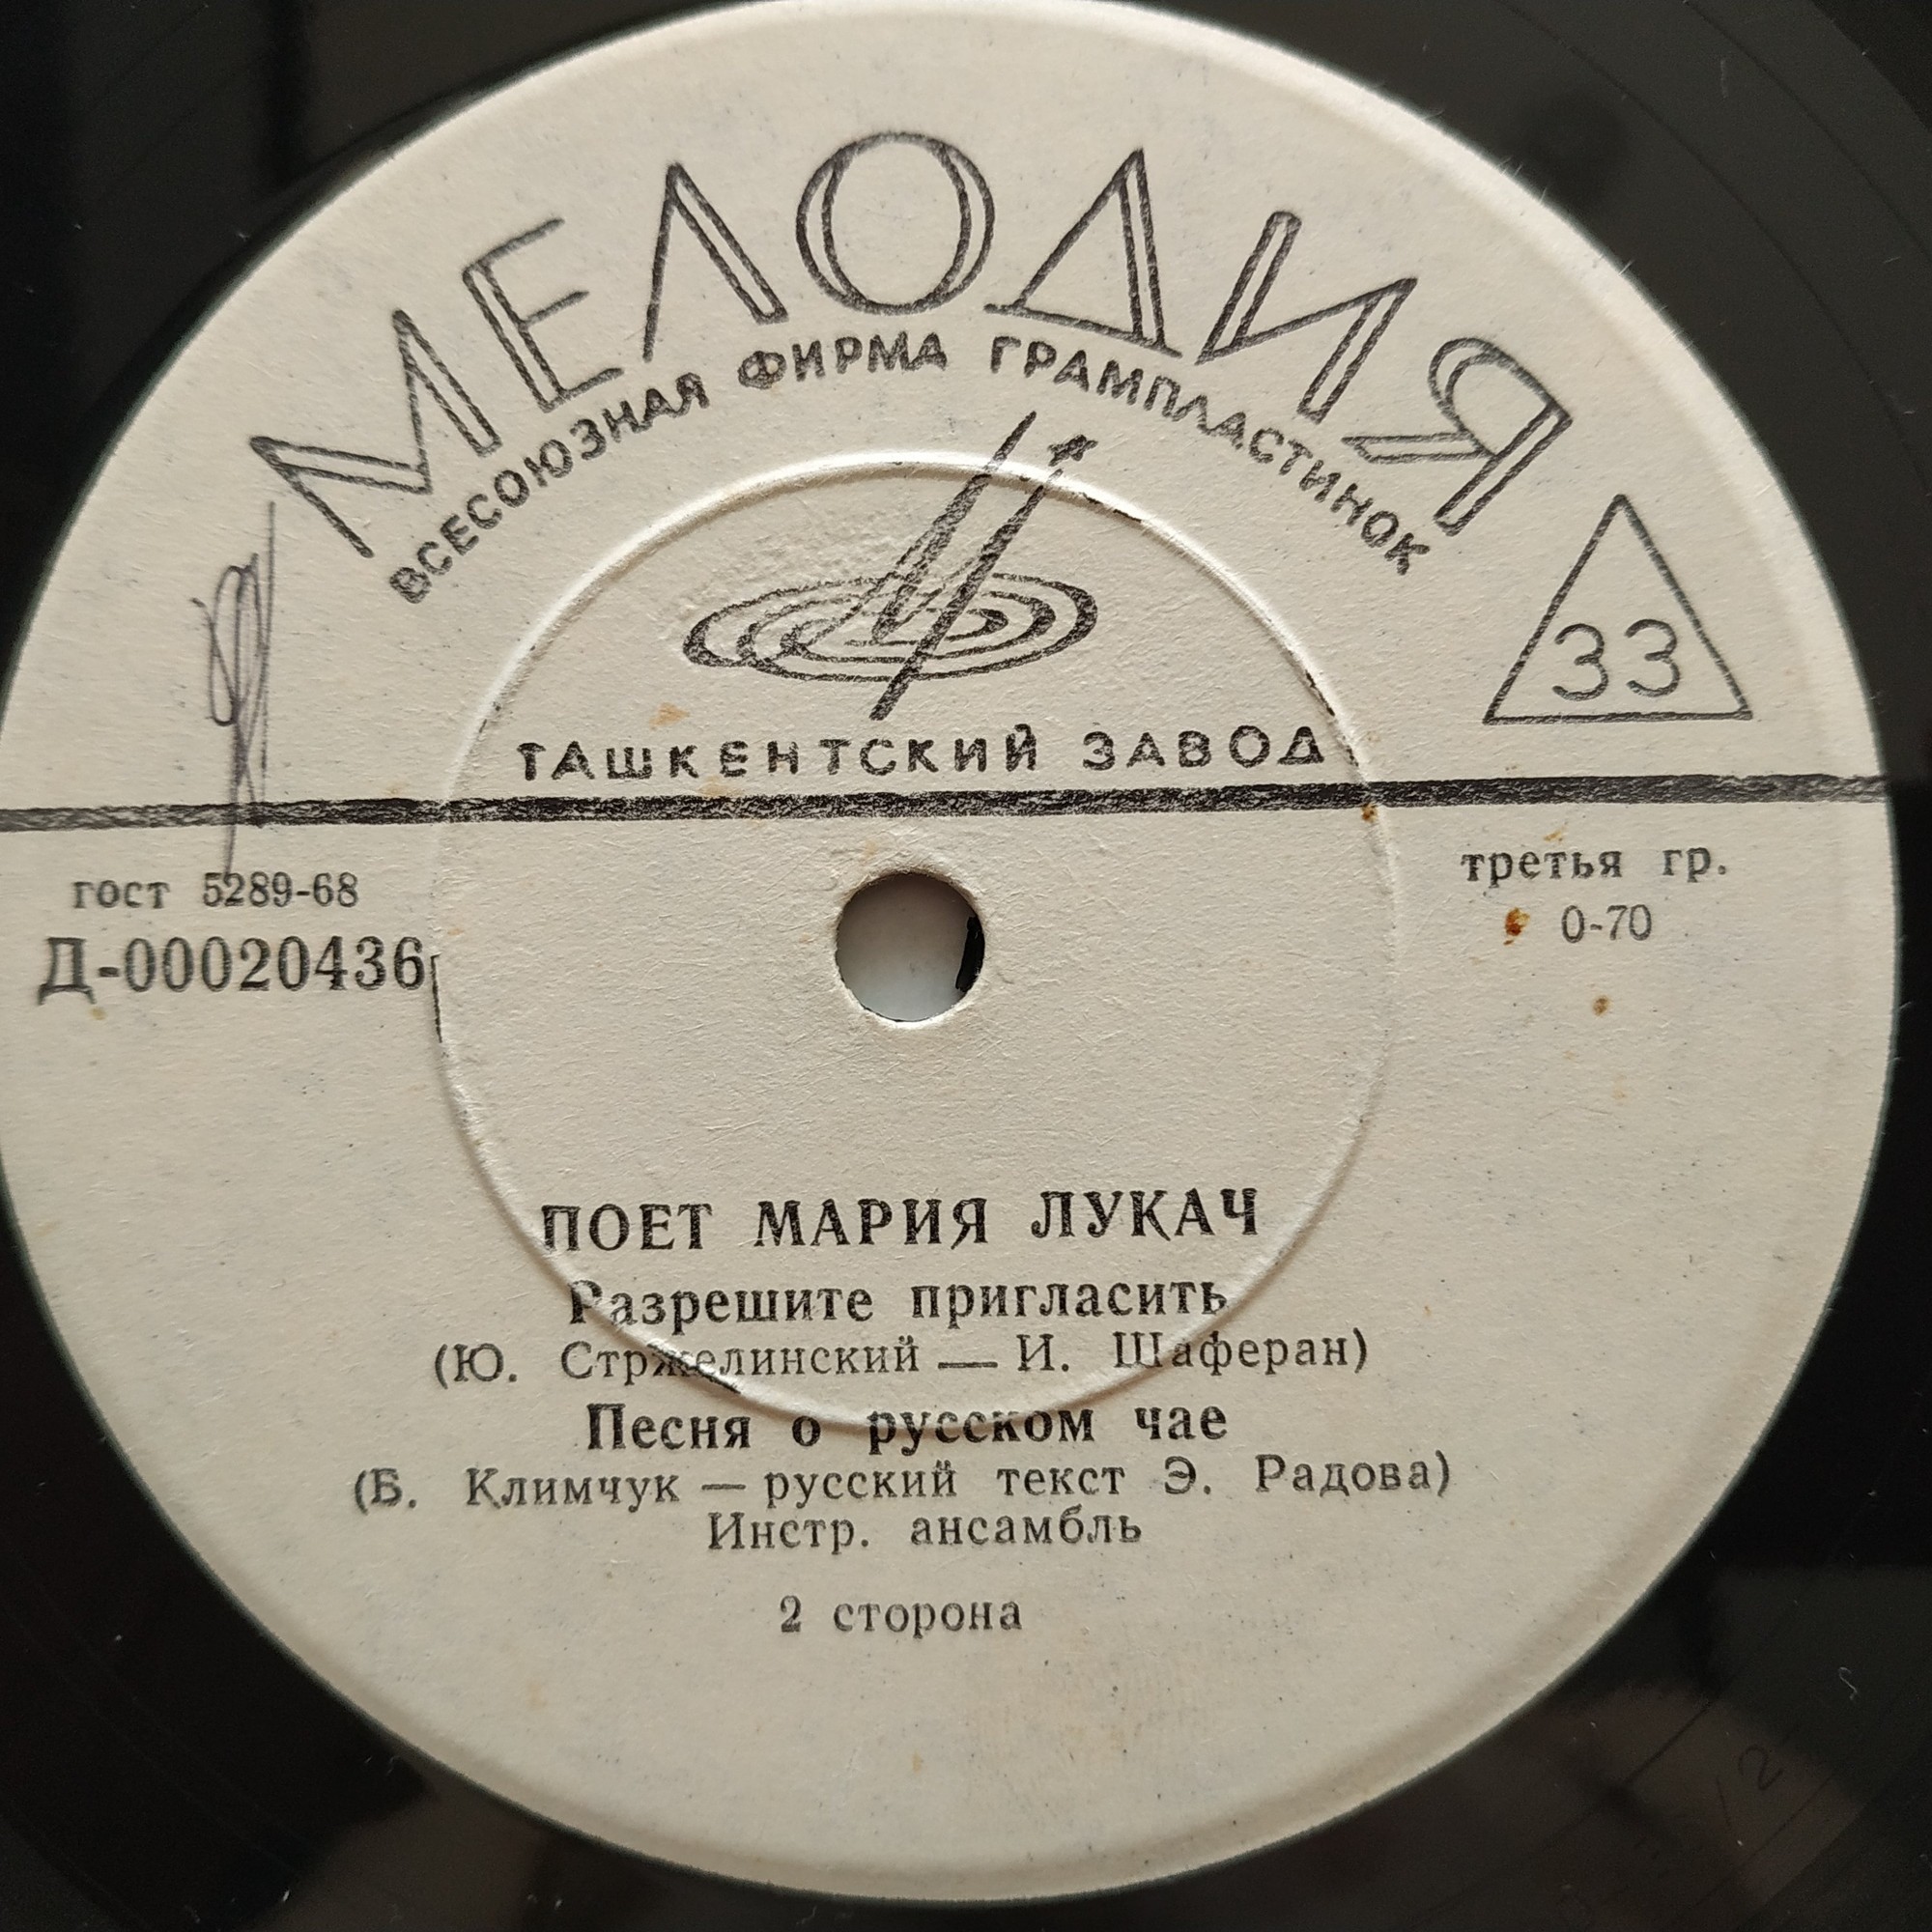 МЕЛОДИЯ
ВСЕСОЮЗНАЯ ФИРМА ГРАМПЛАСТИНОК
33
ТАШКЕНТСКИЙ ЗАВОД
гост 5289-68
Д-00020436
третья гр.
0-70
ПОЕТ МАРИЯ ЛУКАЧ
Разрешите пригласить
(Ю. Стржелинский — И. Шаферан)
Песня о русском чае
(Б. Климчук — русский текст Э. Радова)
Инстр. ансамбль
2 сторона